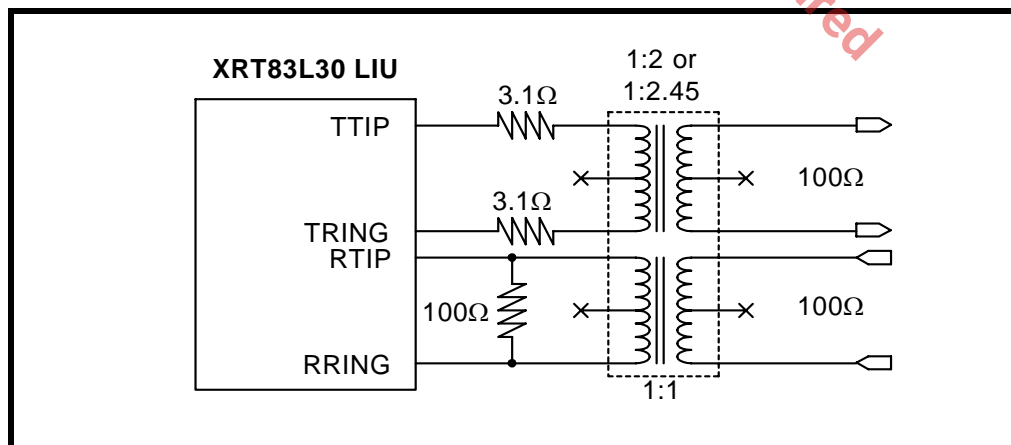 XRT83L30 LIU
1:2 or
1:2.45
3.1Ω
TTIP
100Ω
3.1Ω
TRING
RTIP
100Ω
100Ω
RRING
1:1